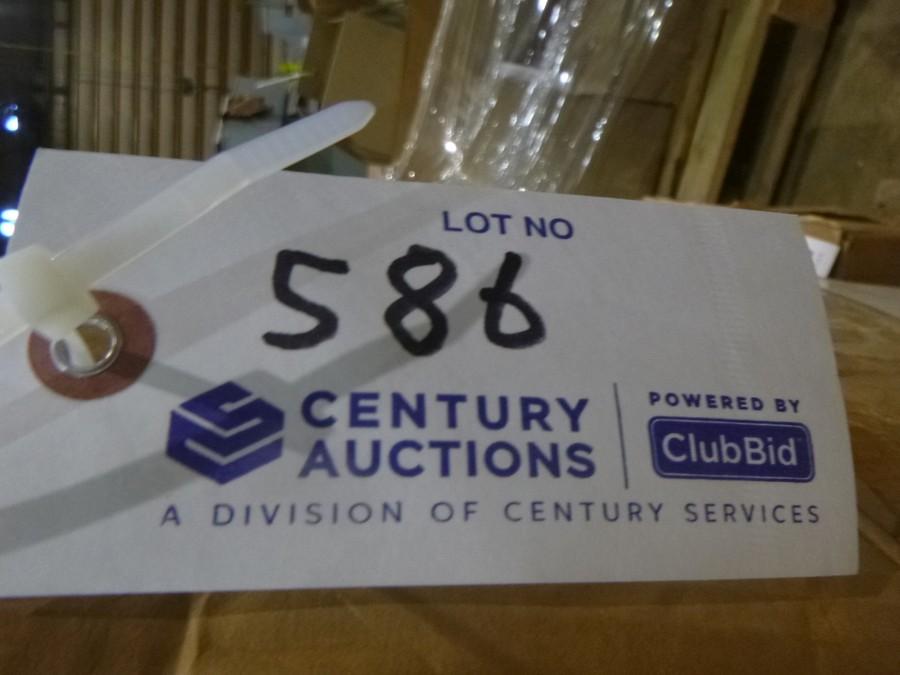 LOT NO
586
CENTURY
AUCTIONS
POWERED BY
ClubBid
A DIVISION OF CENTURY SERVICES